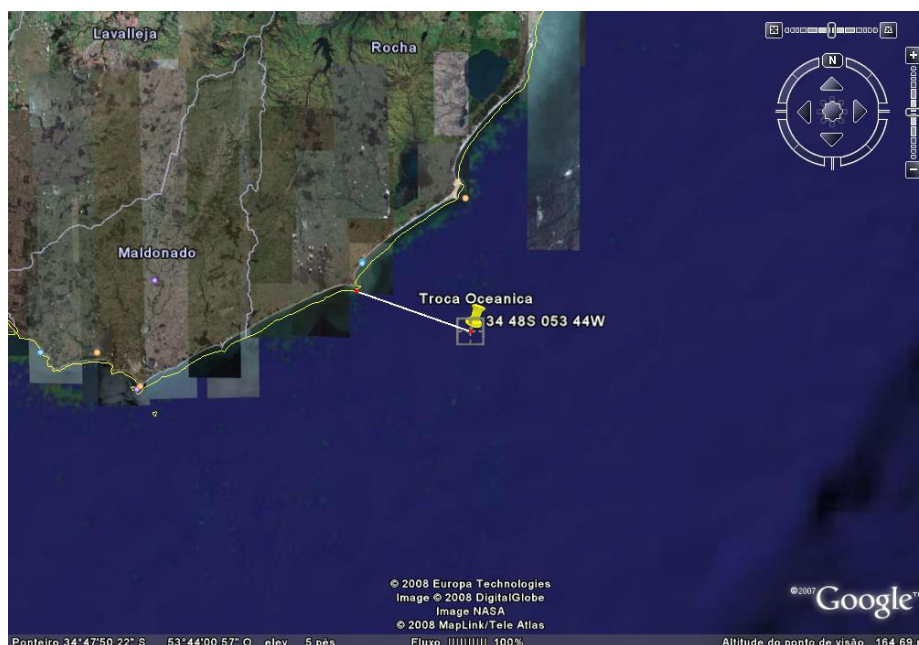 Lavalleja
Rocha
N
Maldonado
Troca Oceanica
34 48S 053 44W
© 2008 Europa Technologies
Image © 2008 DigitalGlobe
Image NASA
© 2008 MapLink/Tele Atlas
©2007 Google™
Ponteiro 34°47'50.22" S 53°44'00.57" O elev 5 pés Fluxo ||||||||| 100% Altitude do ponto de visão 164.69